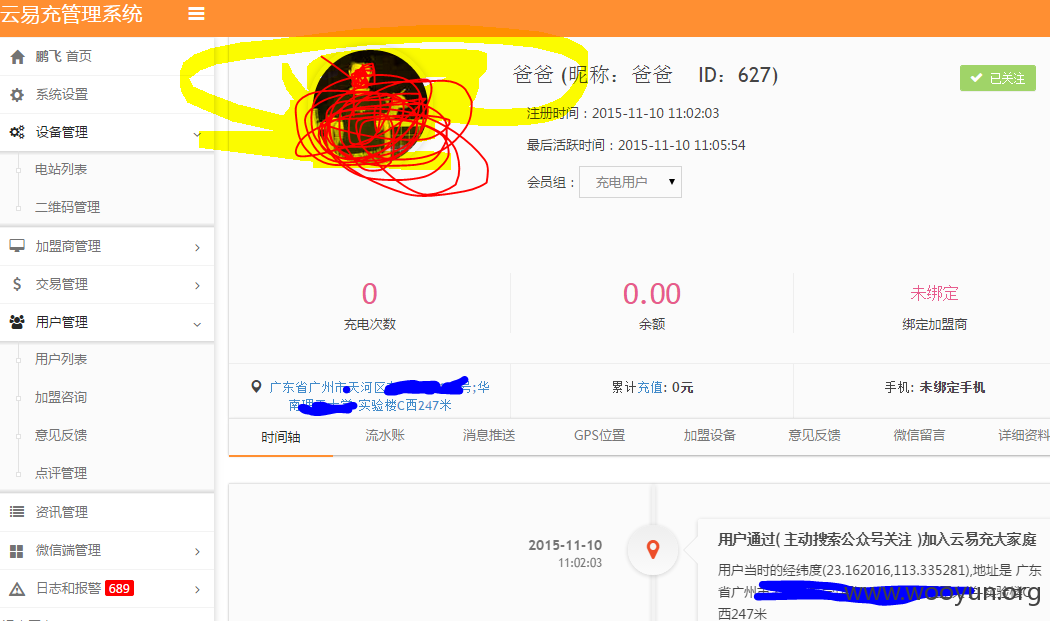 云易充管理系统
鹏飞 首页
系统设置
设备管理
电站列表
二维码管理
加盟商管理
交易管理
用户管理
用户列表
加盟咨询
意见反馈
点评管理
资讯管理
微信端管理
日志和报警 689
爸爸 (昵称: 爸爸 ID: 627)
已关注
注册时间：2015-11-10 11:02:03
最后活跃时间：2015-11-10 11:05:54
会员组： 充电用户
0
充电次数
0.00
余额
未绑定
绑定加盟商
广东省广州市天河区 号;华
南理 大学 实验楼C西247米
累计充值: 0元
手机: 未绑定手机
时间轴 流水账 消息推送 GPS位置 加盟设备 意见反馈 微信留言 详细资料
2015-11-10
11:02:03
用户通过( 主动搜索公众号关注 )加入云易充大家庭
用户当时的经纬度(23.162016,113.335281),地址是 广东
省广州 实验楼C
西247米
www.wooyun.org